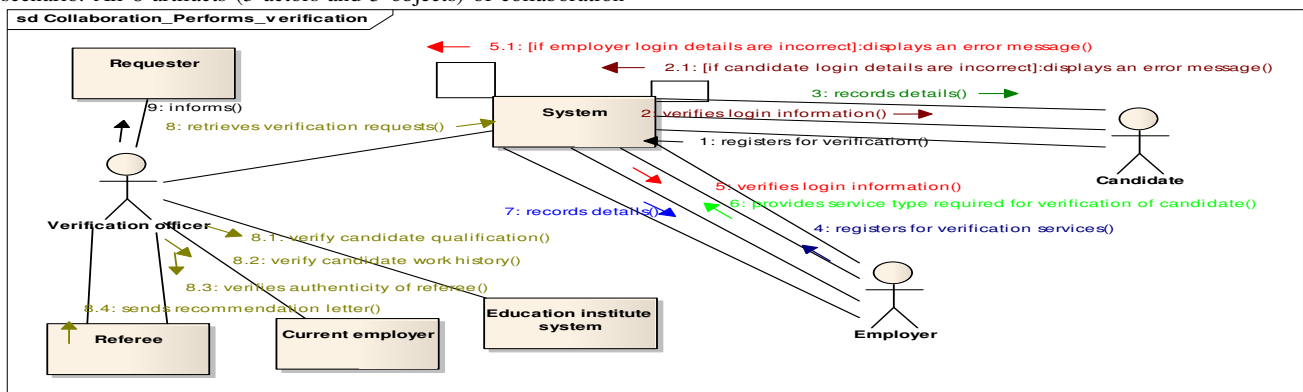 scenario. All 8 artifacts (3 actors and 5 objects) of collaboration
sd Collaboration_Performs_verification
5.1: [if employer login details are incorrect]:displays an error message()
Requester
2.1: [if candidate login details are incorrect]:displays an error message()
3: records details()
9: informs()
System
2: verifies login information()
8: retrieves verification requests()
1: registers for verification()
Candidate
5: verifies login information()
6: provides service type required for verification of candidate()
7: records details()
Verification officer
4: registers for verification services()
8.1: verify candidate qualification()
8.2: verify candidate work history()
8.3: verifies authenticity of referee()
8.4: sends recommendation letter()
Education institute
system
Referee
Current employer
Employer